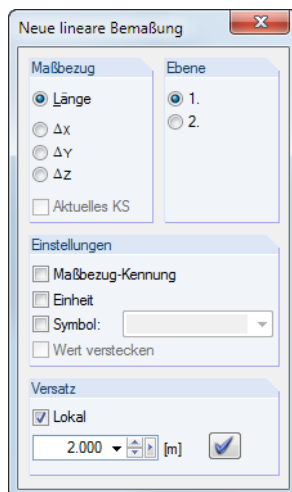 Neue lineare Bemaßung
Maßbezug
Ebene
Länge
1.
ΔX
2.
ΔY
ΔZ
Aktuelles KS
Einstellungen
Maßbezug-Kennung
Einheit
Symbol:
Wert verstecken
Versatz
Lokal
2.000 [m]